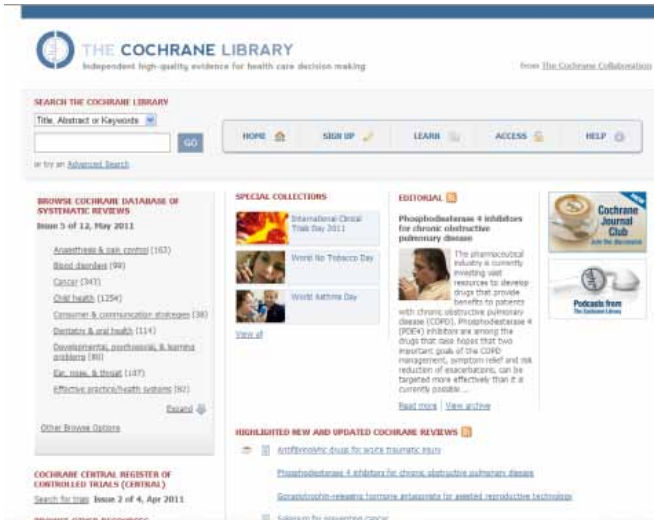 THE COCHRANE LIBRARY
Independent high-quality evidence for health care decision making
from The Cochrane Collaboration
SEARCH THE COCHRANE LIBRARY
Title, Abstract or Keywords
GO
or try an Advanced Search
HOME
SIGN UP
LEARN
ACCESS
HELP
BROWSE COCHRANE DATABASE OF
SYSTEMATIC REVIEWS
Issue 5 of 12, May 2011
Anaesthesia & pain control (163)
Blood disorders (99)
Cancer (343)
Child health (1254)
Consumer & communication strategies (38)
Dentistry & oral health (114)
Developmental, psychosocial, & learning
problems (80)
Ear, nose, & throat (107)
Effective practice/health systems (82)
Expand
Other Browse Options
COCHRANE CENTRAL REGISTER OF
CONTROLLED TRIALS (CENTRAL)
Search for trials Issue 2 of 4, Apr 2011
BROWSE OTHER RESOURCES
SPECIAL COLLECTIONS
International Clinical
Trials Day 2011
World No Tobacco Day
World Asthma Day
View all
EDITORIAL
Phosphodiesterase 4 inhibitors
for chronic obstructive
pulmonary disease
The pharmaceutical
industry is currently
investing vast
resources to develop
drugs that provide
benefits to patients
with chronic obstructive pulmonary
disease (COPD). Phosphodiesterase 4
(PDE4) inhibitors are among the
drugs that raise hopes that two
important goals of the COPD
management, symptom relief and risk
reduction of exacerbations, can be
targeted more effectively than it is
currently possible ...
Read more | View archive
NEW
Cochrane
Journal
Club
Join the discussion
Podcasts from
The Cochrane Library
HIGHLIGHTED NEW AND UPDATED COCHRANE REVIEWS
Antifibrinolytic drugs for acute traumatic injury
Phosphodiesterase 4 inhibitors for chronic obstructive pulmonary disease
Gonadotrophin-releasing hormone antagonists for assisted reproductive technology
Selenium for preventing cancer